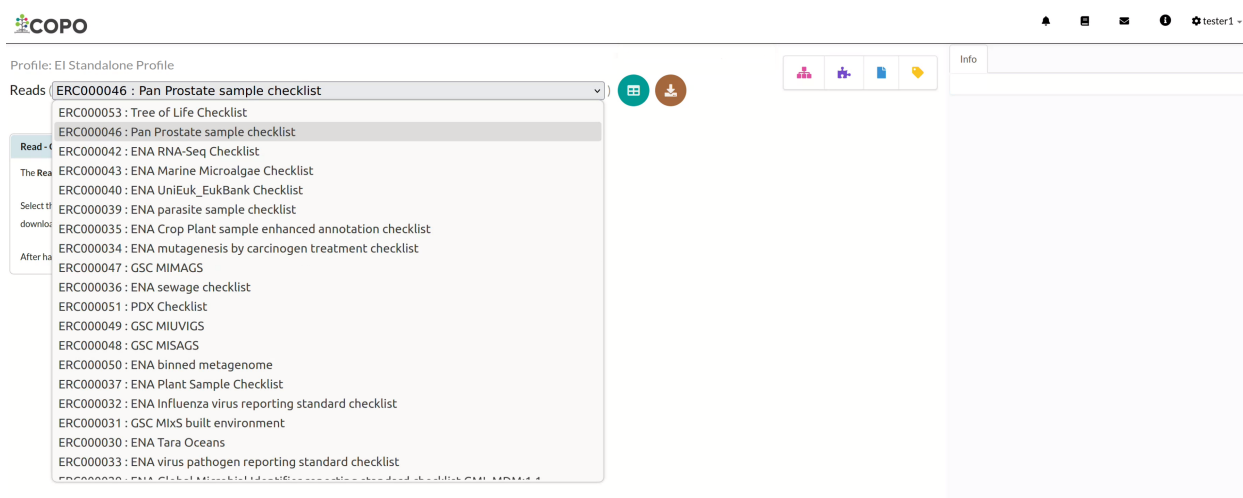 COPO
tester1
Profile: EI Standalone Profile
Info
Reads (ERC000046 : Pan Prostate sample checklist)
ERC000053 : Tree of Life Checklist
ERC000046 : Pan Prostate sample checklist
Read -
ERC000042 : ENA RNA-Seq Checklist
ERC000043 : ENA Marine Microalgae Checklist
The Rea
ERC000040 : ENA UniEuk_EukBank Checklist
Select th
ERC000039 : ENA parasite sample checklist
downloa
ERC000035 : ENA Crop Plant sample enhanced annotation checklist
ERC000034 : ENA mutagenesis by carcinogen treatment checklist
After ha
ERC000047 : GSC MIMAGS
ERC000036 : ENA sewage checklist
ERC000051 : PDX Checklist
ERC000049 : GSC MIUVIGS
ERC000048 : GSC MISAGS
ERC000050 : ENA binned metagenome
ERC000037 : ENA Plant Sample Checklist
ERC000032 : ENA Influenza virus reporting standard checklist
ERC000031 : GSC MIxS built environment
ERC000030 : ENA Tara Oceans
ERC000033 : ENA virus pathogen reporting standard checklist